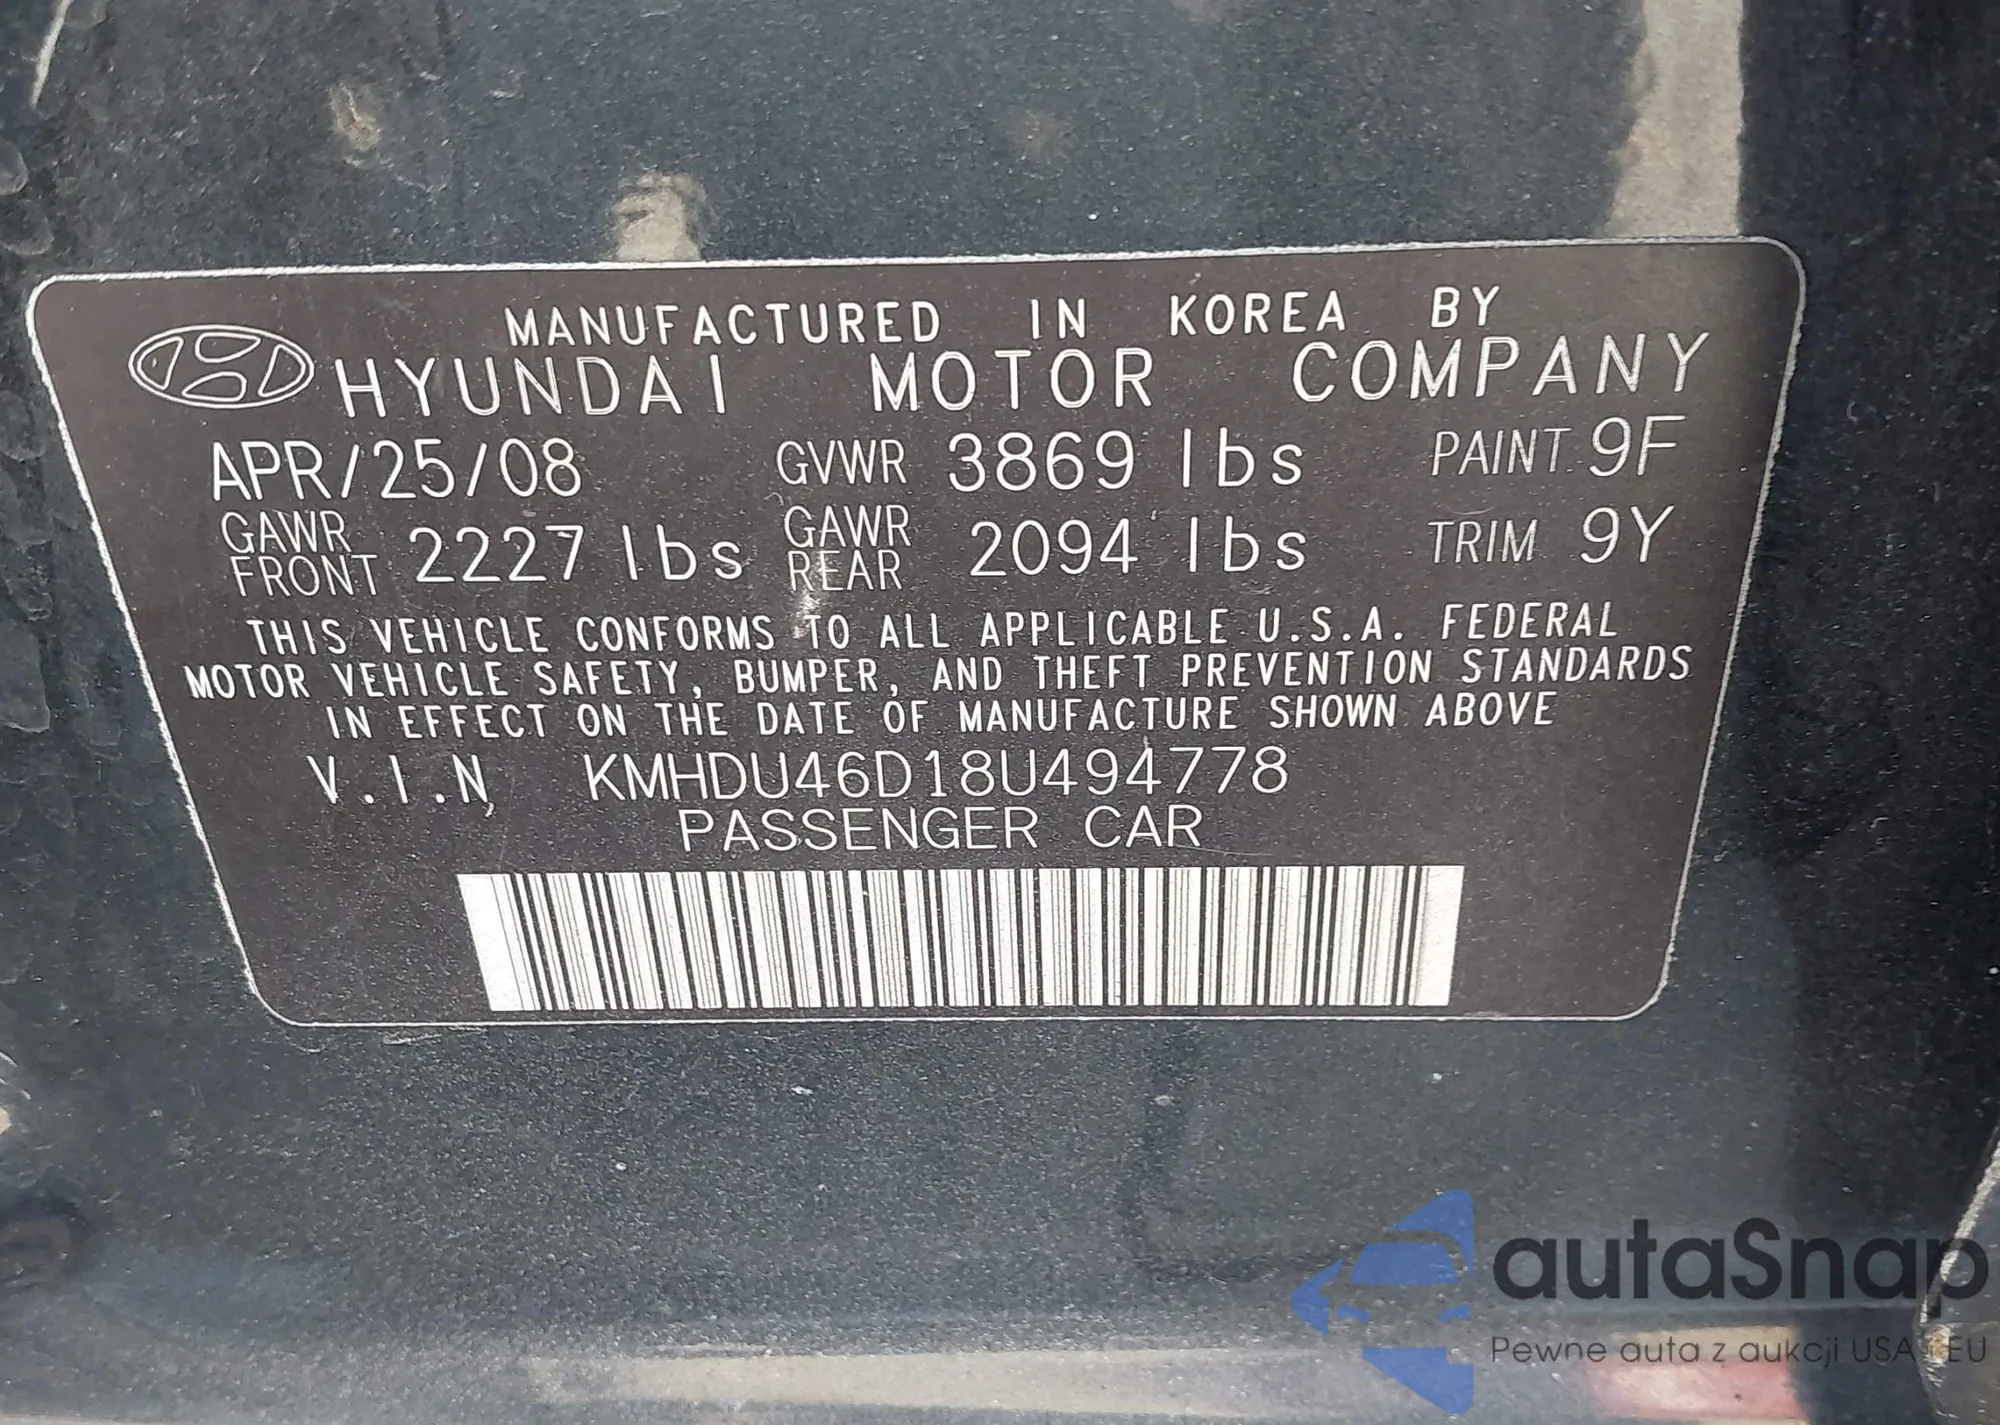 MANUFACTURED IN KOREA BY
HYUNDAI MOTOR COMPANY
APR/25/08 GVWR 3869 lbs PAINT 9F
GAWR FRONT 2227 lbs GAWR REAR 2094 lbs TRIM 9Y
THIS VEHICLE CONFORMS TO ALL APPLICABLE U.S.A. FEDERAL
MOTOR VEHICLE SAFETY, BUMPER, AND THEFT PREVENTION STANDARDS
IN EFFECT ON THE DATE OF MANUFACTURE SHOWN ABOVE
V.I.N, KMHDU46D18U494778
PASSENGER CAR
autaSnap
Pewne auta z aukcji USA i EU